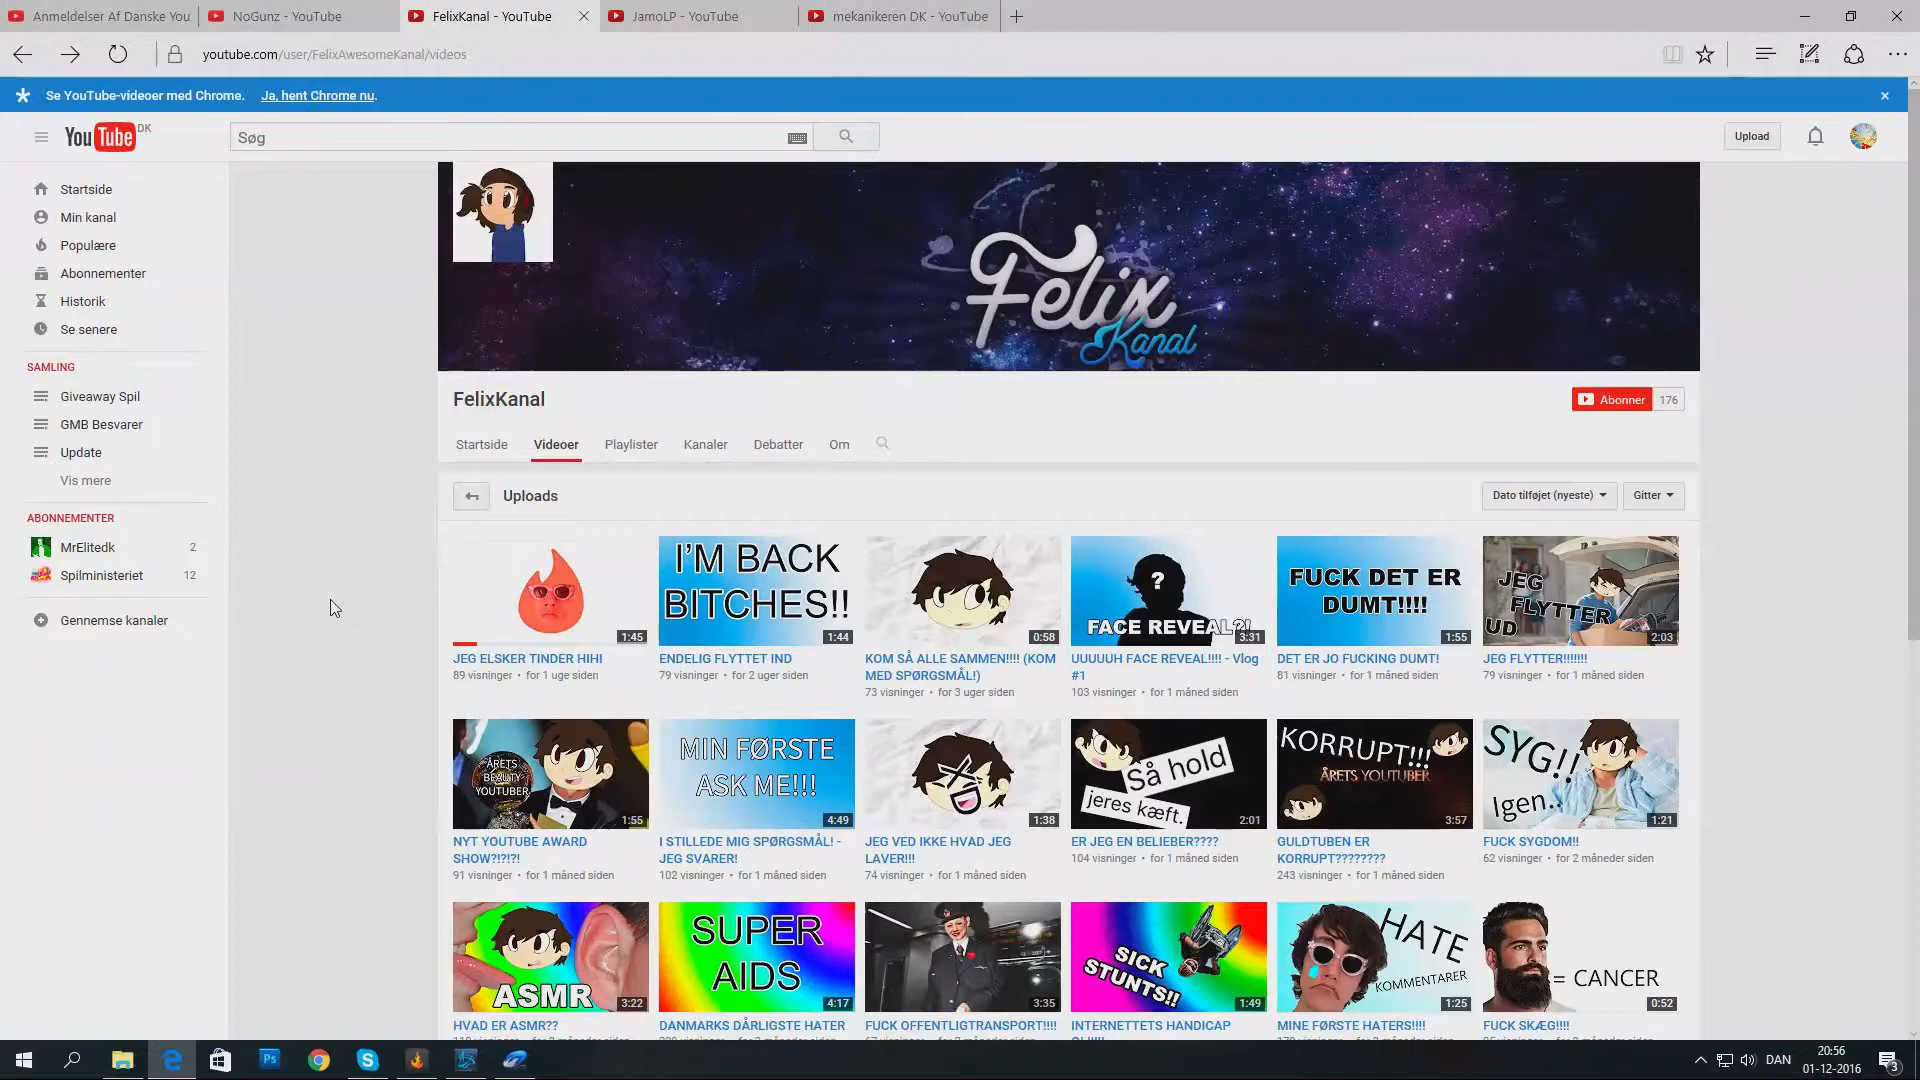 Anmeldelser Af Danske You
NoGunz - YouTube
FelixKanal - YouTube
JamoLP - YouTube
mekanikeren DK - YouTube
youtube.com/user/FelixAwesomeKanal/videos
Se YouTube-videoer med Chrome. Ja, hent Chrome nu.
YouTube DK
Søg
Upload
Startside
Min kanal
Populære
Abonnementer
Historik
Se senere
SAMLING
Giveaway Spil
GMB Besvarer
Update
Vis mere
ABONNEMENTER
MrElitedk 2
Spilministeriet 12
Gennemse kanaler
Felix
Kanal
FelixKanal
Abonner 176
Startside Videoer Playlister Kanaler Debatter Om
Uploads
Dato tilføjet (nyeste) Gitter
1:45
JEG ELSKER TINDER HIHI
89 visninger • for 1 uge siden
I'M BACK
BITCHES!!
1:44
ENDELIG FLYTTET IND
79 visninger • for 2 uger siden
0:58
KOM SÅ ALLE SAMMEN!!!! (KOM
MED SPØRGSMÅL!)
73 visninger • for 3 uger siden
?
FACE REVEAL?!
3:31
UUUUUH FACE REVEAL!!!! - Vlog
#1
103 visninger • for 1 måned siden
FUCK DET ER
DUMT!!!!
1:55
DET ER JO FUCKING DUMT!
81 visninger • for 1 måned siden
JEG
FLYTTER
UD
2:03
JEG FLYTTER!!!!!!!
79 visninger • for 1 måned siden
ÅRETS
BEAUTY
YOUTUBER
1:55
NYT YOUTUBE AWARD
SHOW?!?!?!
91 visninger • for 1 måned siden
MIN FØRSTE
ASK ME!!!
4:49
I STILLEDE MIG SPØRGSMÅL! -
JEG SVARER!
102 visninger • for 1 måned siden
1:38
JEG VED IKKE HVAD JEG
LAVER!!!
74 visninger • for 1 måned siden
Så hold
jeres kæft.
2:01
ER JEG EN BELIEBER????
104 visninger • for 1 måned siden
KORRUPT!!!
ÅRETS YOUTUBER
3:57
GULDTUBEN ER
KORRUPT????????
243 visninger • for 1 måned siden
SYG!!
Igen..
1:21
FUCK SYGDOM!!
62 visninger • for 2 måneder siden
ASMR
3:22
HVAD ER ASMR??
SUPER
AIDS
4:17
DANMARKS DÅRLIGSTE HATER
3:35
FUCK OFFENTLIGTRANSPORT!!!!
SICK
STUNTS!!
1:49
INTERNETTETS HANDICAP
HATE
KOMMENTARER
1:25
MINE FØRSTE HATERS!!!!
= CANCER
0:52
FUCK SKÆG!!!!
Ps
DAN
20:56
01-12-2016
3